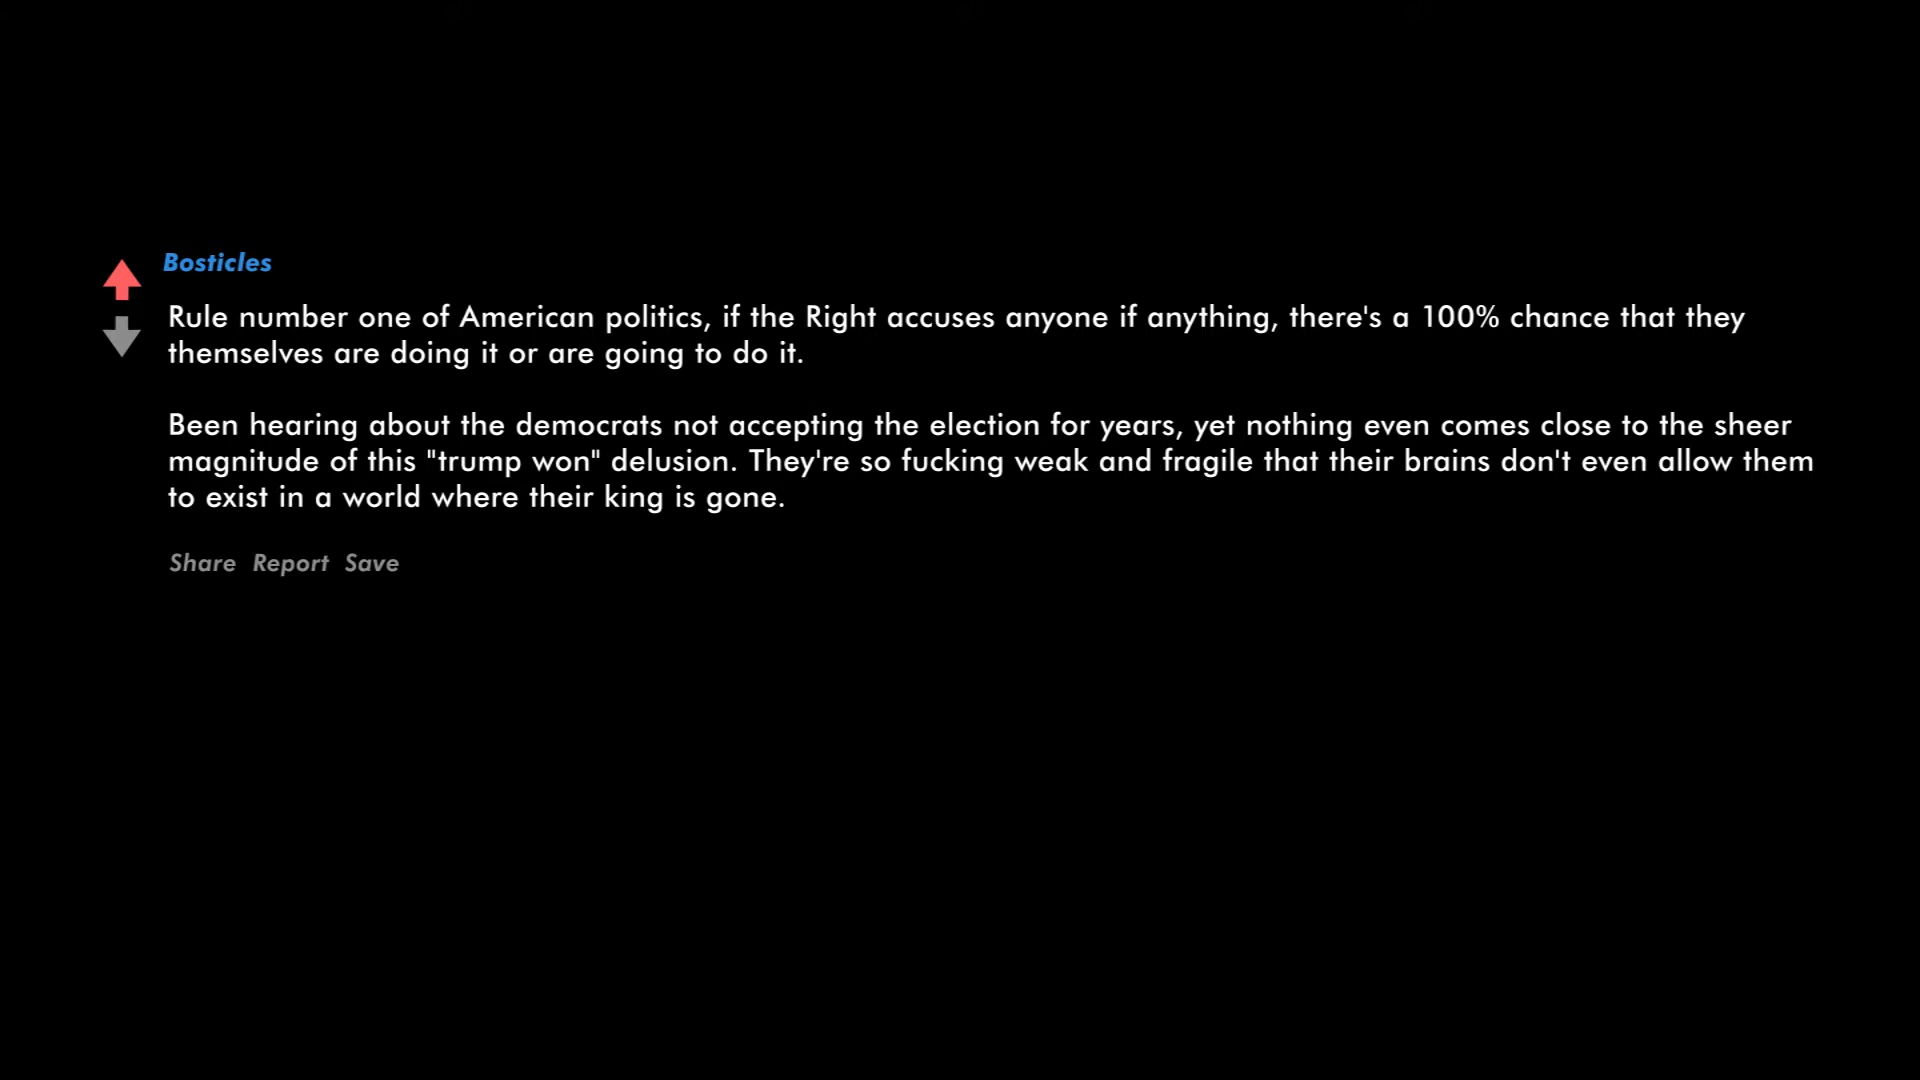 Bosticles
Rule number one of American politics, if the Right accuses anyone if anything, there's a 100% chance that they
themselves are doing it or are going to do it.
Been hearing about the democrats not accepting the election for years, yet nothing even comes close to the sheer
magnitude of this "trump won" delusion. They're so fucking weak and fragile that their brains don't even allow them
to exist in a world where their king is gone.
Share Report Save